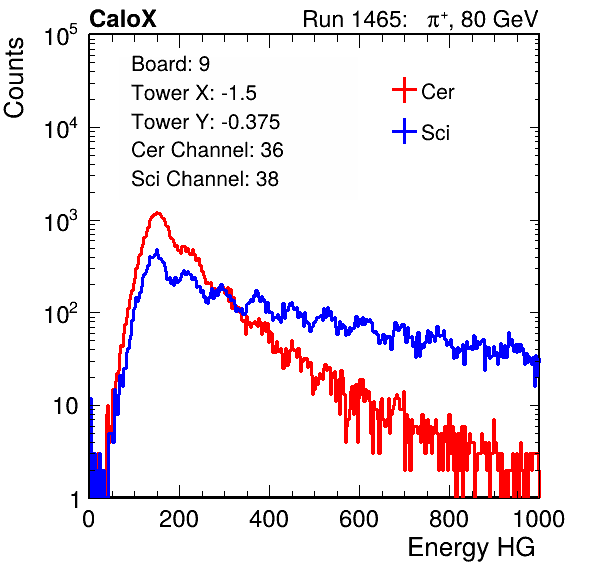 CaloX Run 1465: π⁺, 80 GeV
Counts
10⁵
10⁴
10³
10²
10
1
Board: 9
Tower X: -1.5
Tower Y: -0.375
Cer Channel: 36
Sci Channel: 38
Cer
Sci
0 200 400 600 800 1000
Energy HG